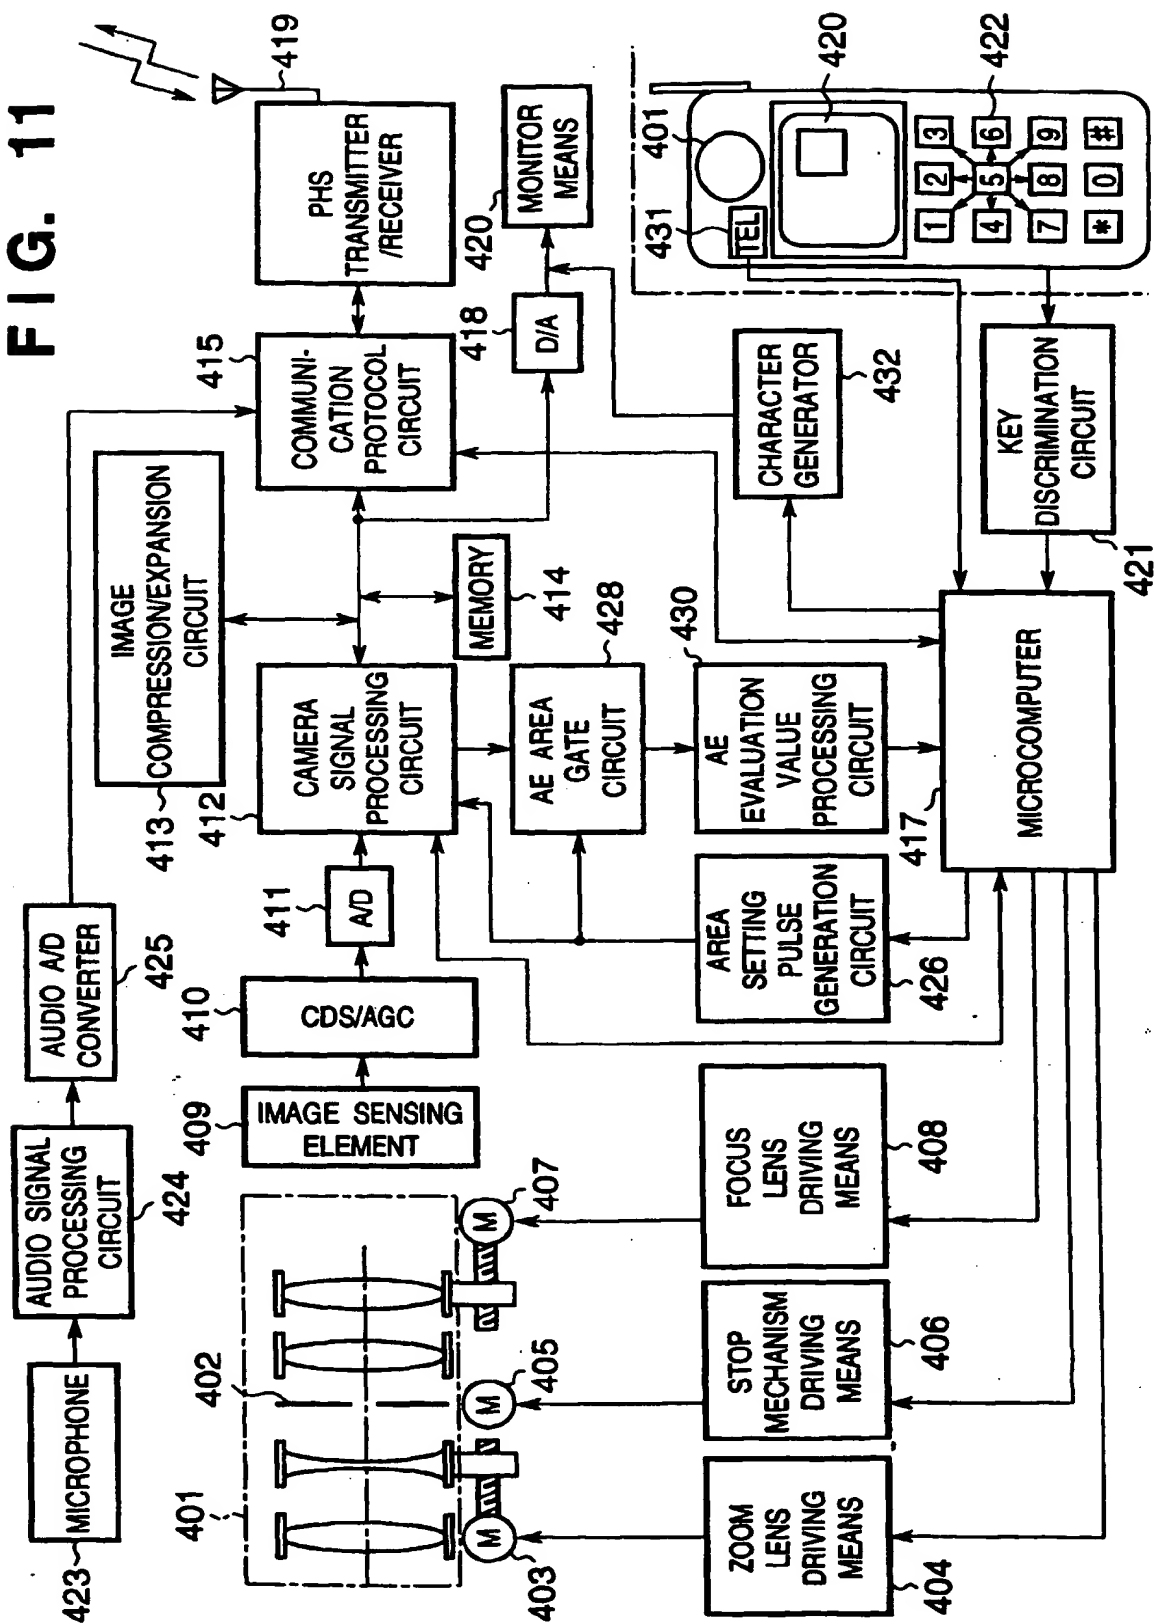 FIG. 11
423
MICROPHONE
AUDIO SIGNAL
PROCESSING
CIRCUIT
424
AUDIO A/D
CONVERTER
425
413
IMAGE
COMPRESSION/EXPANSION
CIRCUIT
401
402
409
IMAGE SENSING
ELEMENT
410
CDS/AGC
411
A/D
412
CAMERA
SIGNAL
PROCESSING
CIRCUIT
MEMORY
414
415
COMMUNI-
CATION
PROTOCOL
CIRCUIT
PHS
TRANSMITTER
/RECEIVER
419
418
D/A
420
MONITOR
MEANS
M
403
M
405
M
407
AE AREA
GATE
CIRCUIT
428
430
AE
EVALUATION
VALUE
PROCESSING
CIRCUIT
AREA
SETTING
PULSE
GENERATION
CIRCUIT
426
ZOOM
LENS
DRIVING
MEANS
404
STOP
MECHANISM
DRIVING
MEANS
406
FOCUS
LENS
DRIVING
MEANS
408
417
MICROCOMPUTER
CHARACTER
GENERATOR
432
KEY
DISCRIMINATION
CIRCUIT
421
431
TEL
401
420
422
1 2 3
4 5 6
7 8 9
* 0 #